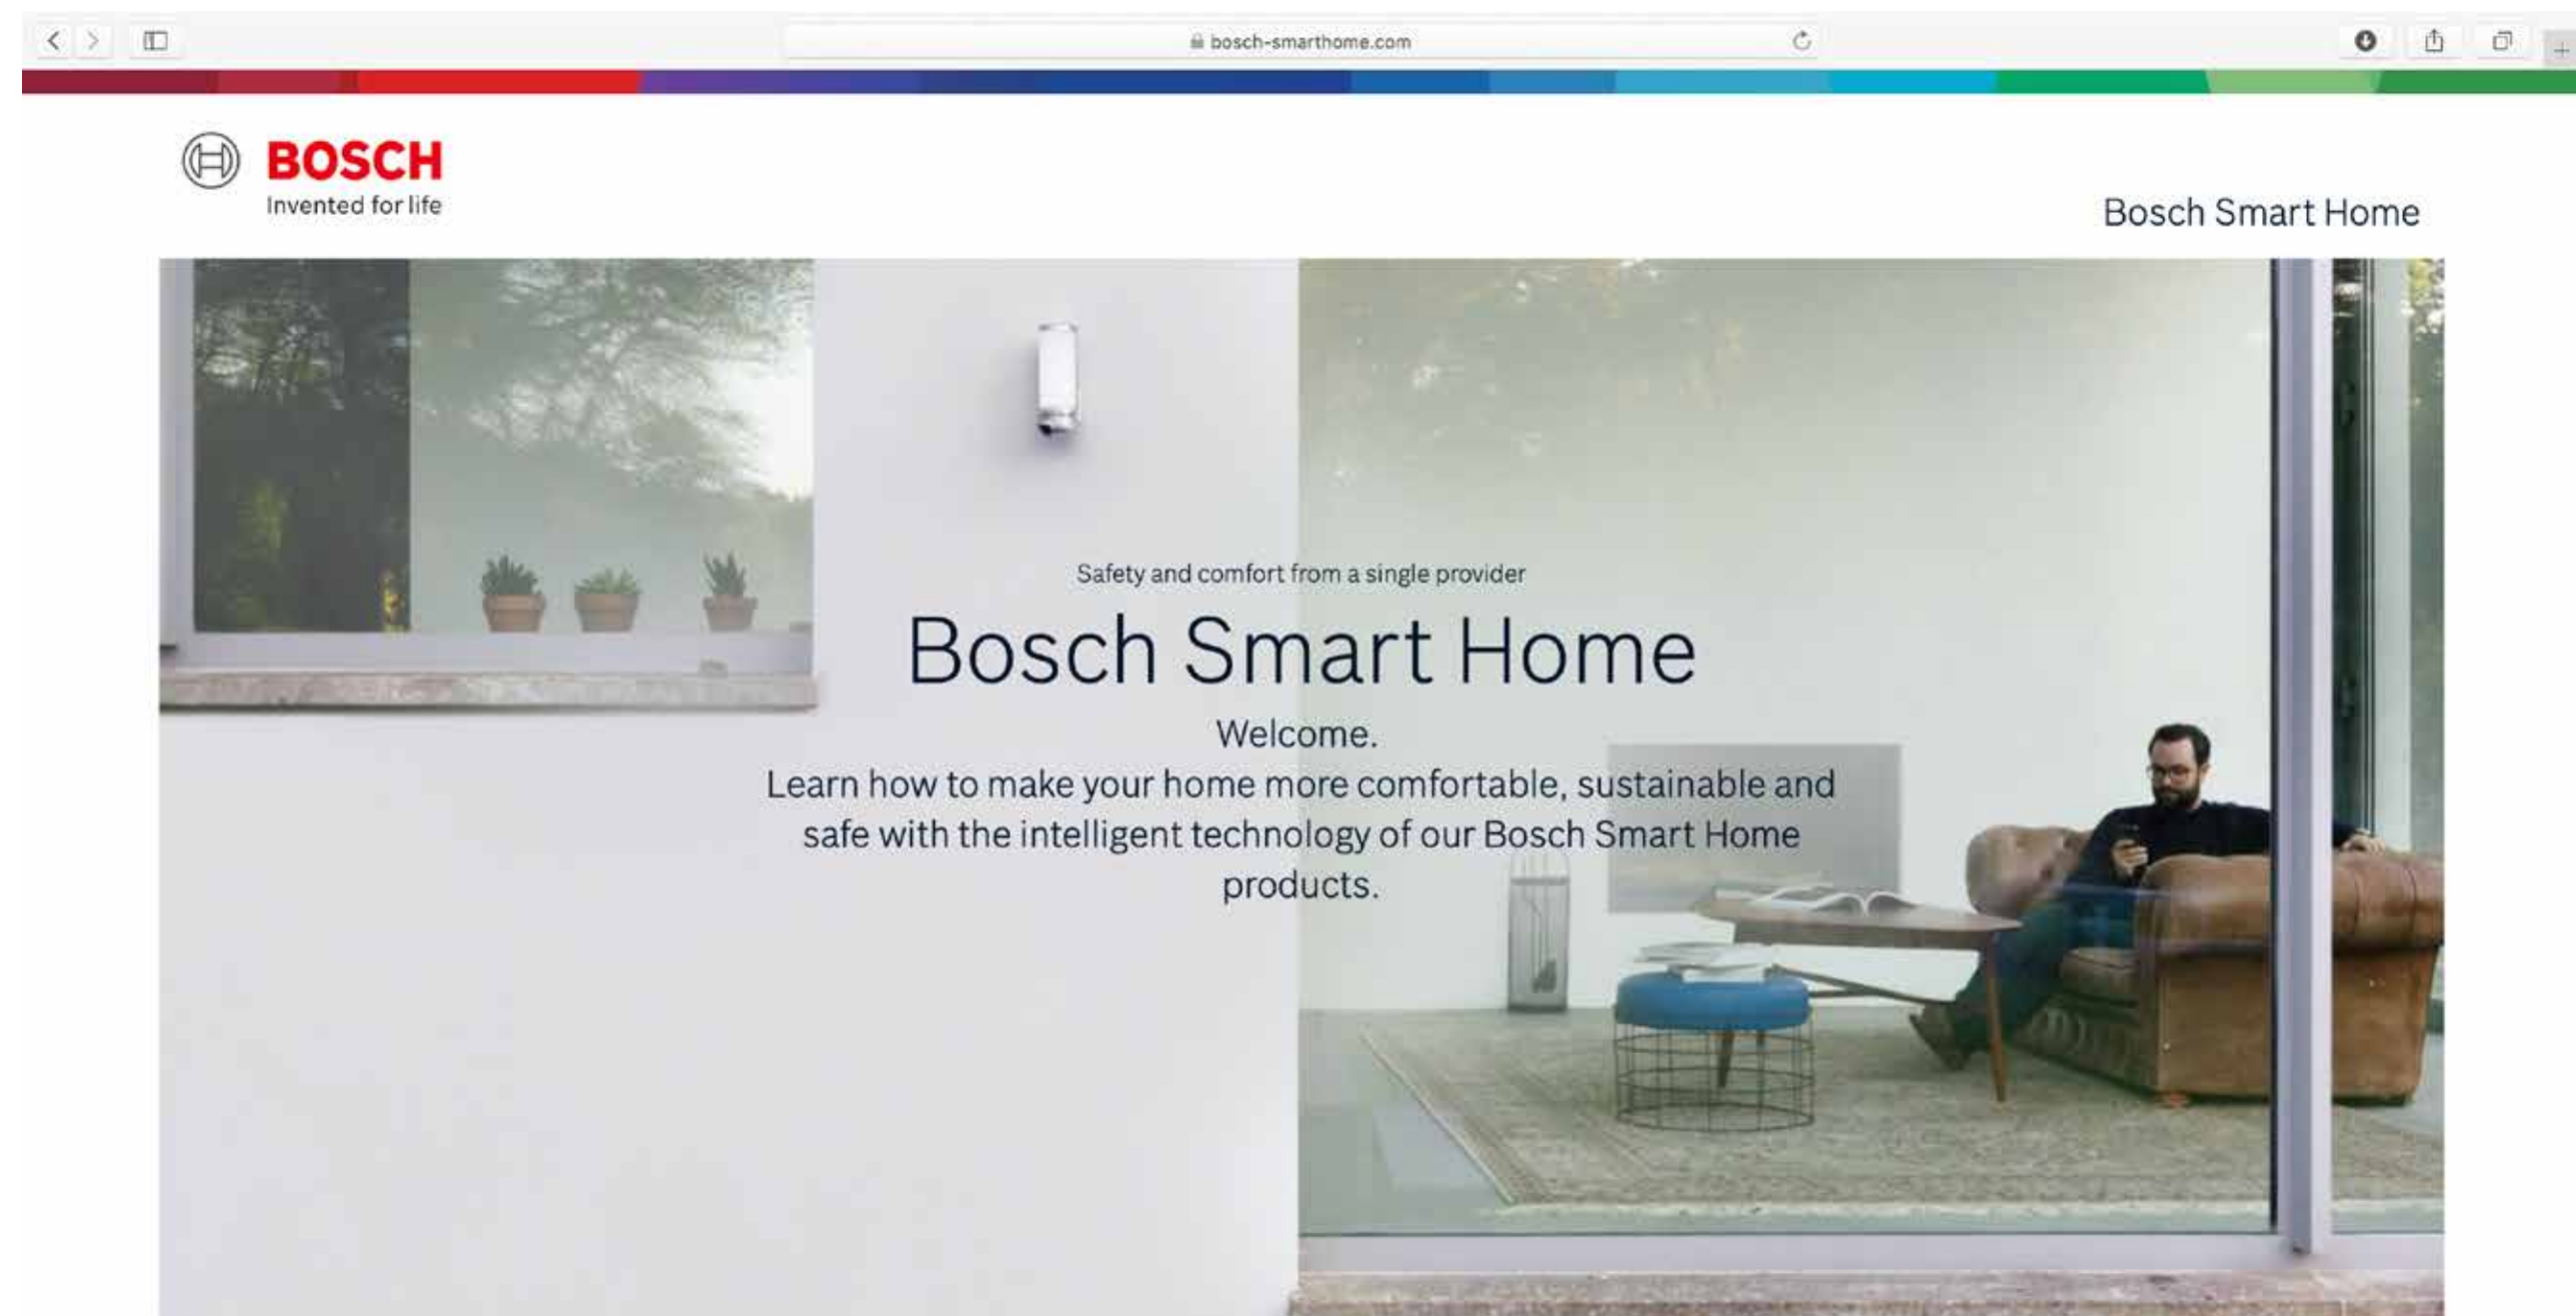 bosch-smarthome.com
BOSCH
Invented for life
Bosch Smart Home
Safety and comfort from a single provider
Bosch Smart Home
Welcome.
Learn how to make your home more comfortable, sustainable and
safe with the intelligent technology of our Bosch Smart Home
products.